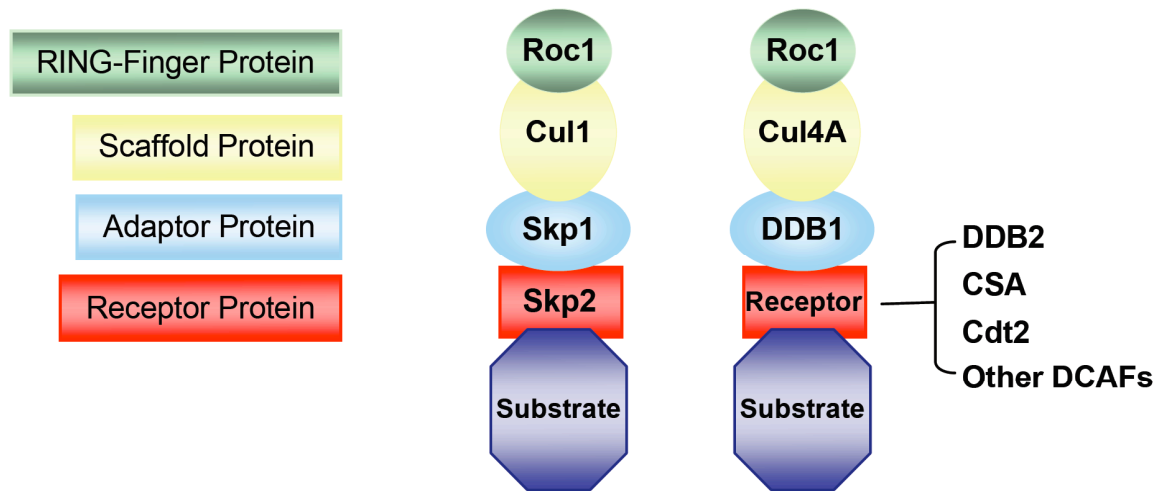 RING-Finger Protein
Scaffold Protein
Adaptor Protein
Receptor Protein
Roc1
Cul1
Skp1
Skp2
Substrate
Roc1
Cul4A
DDB1
Receptor
Substrate
DDB2
CSA
Cdt2
Other DCAFs